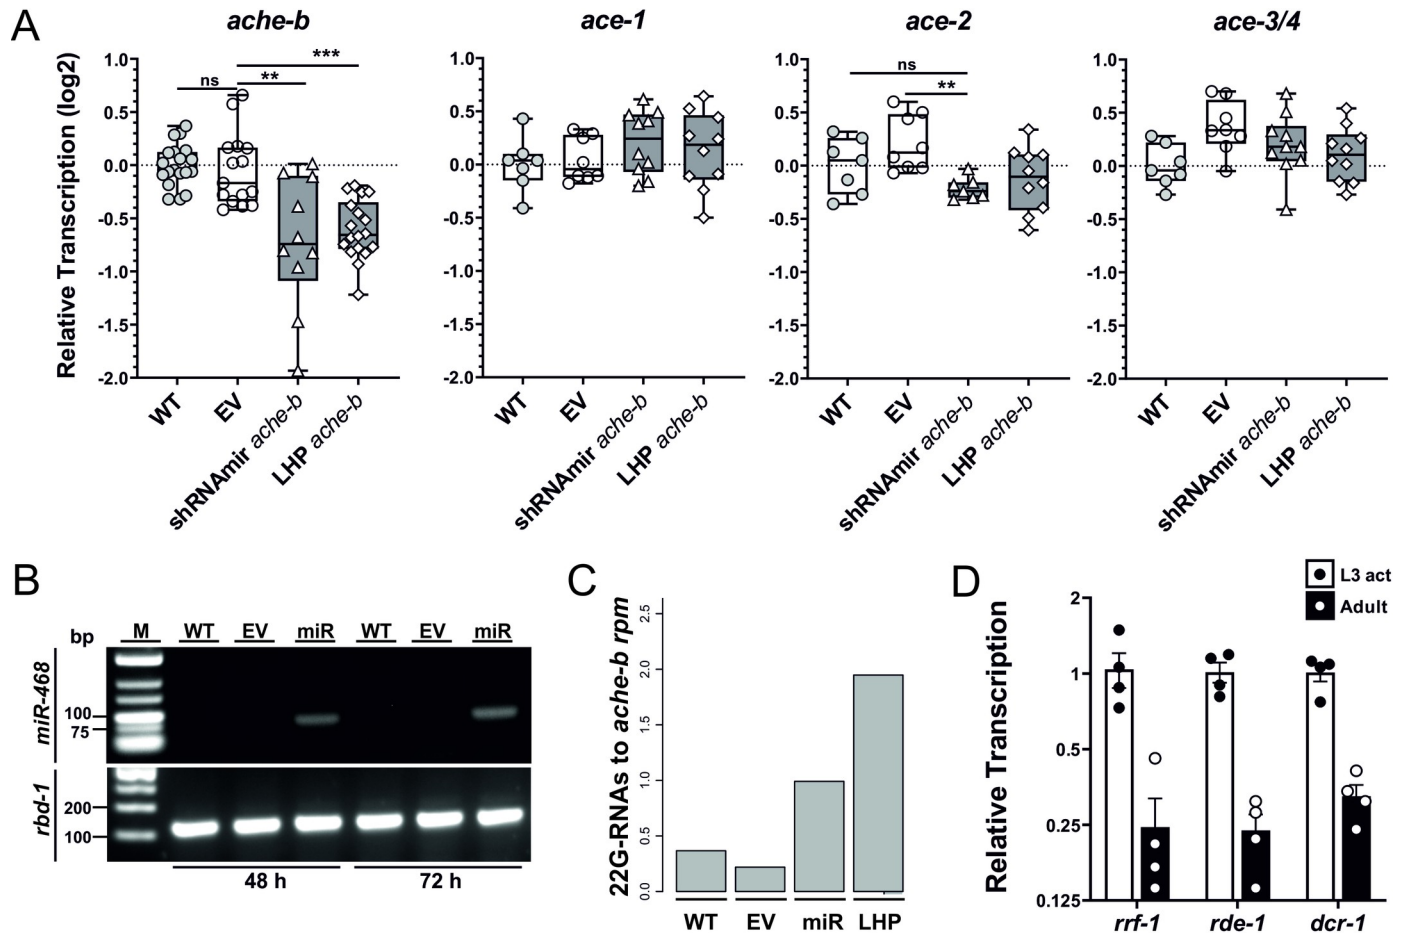 A
ache-b
ace-1
ace-2
ace-3/4
Relative Transcription (log2)
1.0
0.5
0.0
-0.5
-1.0
-1.5
-2.0
ns
**
***
WT
EV
shRNAmir ache-b
LHP ache-b
1.0
0.5
0.0
-0.5
-1.0
-1.5
-2.0
WT
EV
shRNAmir ache-b
LHP ache-b
1.0
0.5
0.0
-0.5
-1.0
-1.5
-2.0
ns
**
WT
EV
shRNAmir ache-b
LHP ache-b
1.0
0.5
0.0
-0.5
-1.0
-1.5
-2.0
WT
EV
shRNAmir ache-b
LHP ache-b
B
bp M WT EV miR WT EV miR
miR-468
100
75
rbd-1
200
100
48 h 72 h
C
22G-RNAs to ache-b rpm
2.5
2.0
1.5
1.0
0.5
0.0
WT EV miR LHP
D
L3 act
Adult
Relative Transcription
2
1
0.5
0.25
0.125
rrf-1 rde-1 dcr-1